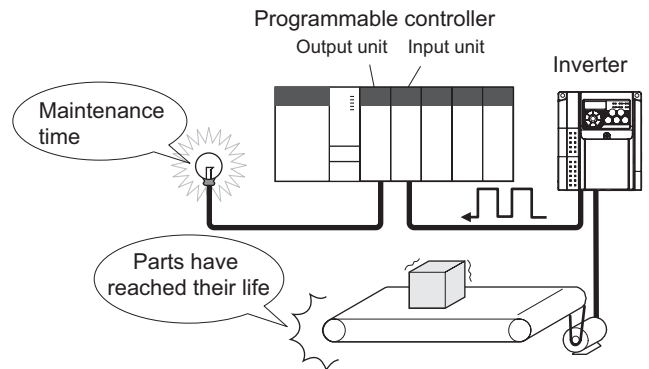 Programmable controller
Output unit
Input unit
Inverter
Maintenance
time
Parts have
reached their life